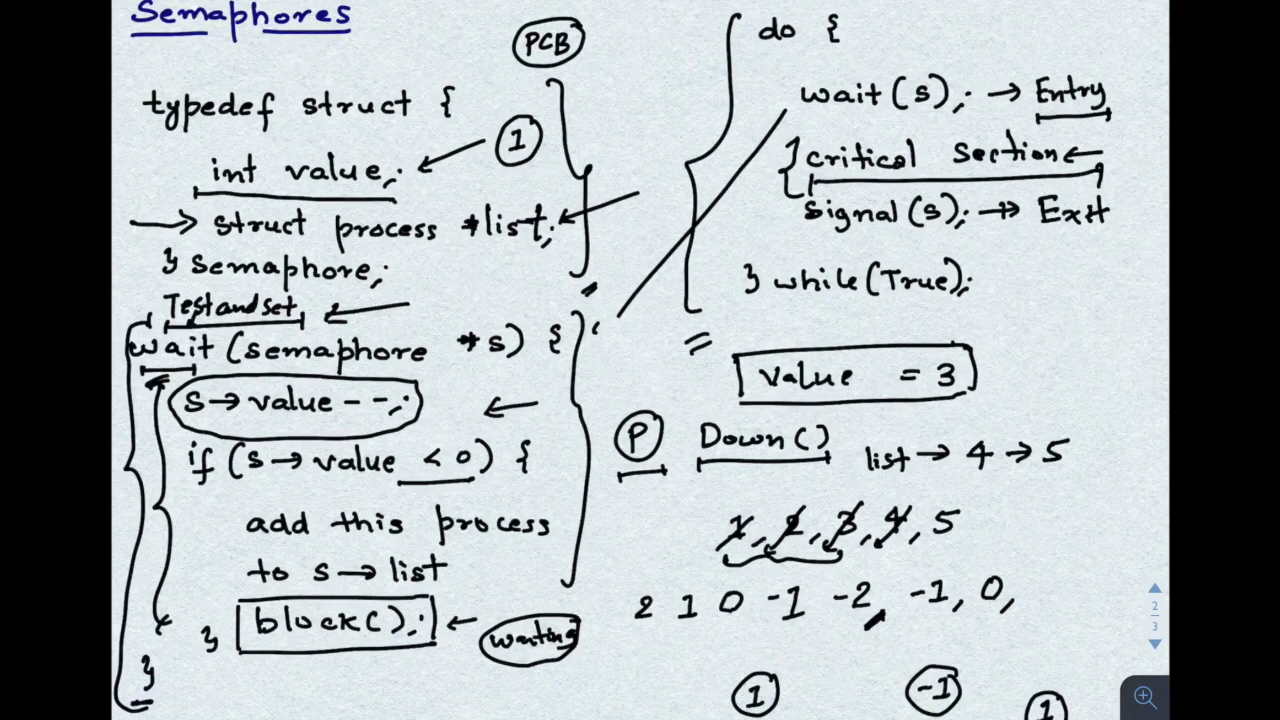 Semaphores
PCB
typedef struct {
1
int value;
struct process *list;
} semaphore;
Testandset
wait (semaphore *s) {
s→value--;
if (s→value < 0) {
add this process
to s→list
block();
}
waiting
}
do {
wait(s); → Entry
critical section
signal(s); → Exit
} while(True);
value = 3
P Down() list → 4 → 5
1, 2, 3, 4, 5
2 1 0 -1 -2, -1, 0,
1 -1 1
2
3